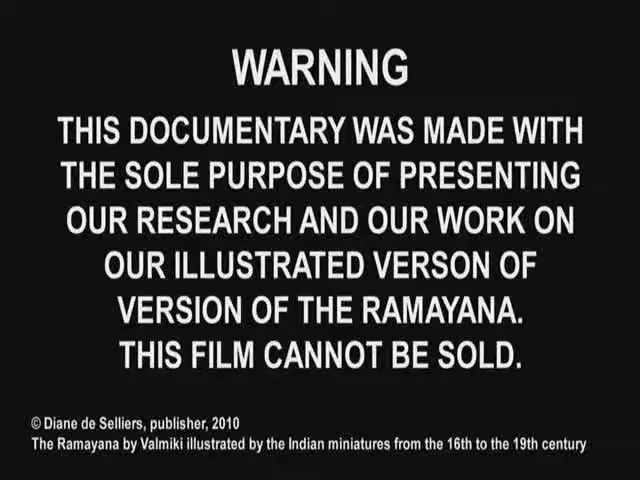 WARNING
THIS DOCUMENTARY WAS MADE WITH
THE SOLE PURPOSE OF PRESENTING
OUR RESEARCH AND OUR WORK ON
OUR ILLUSTRATED VERSON OF
VERSION OF THE RAMAYANA.
THIS FILM CANNOT BE SOLD.
© Diane de Selliers, publisher, 2010
The Ramayana by Valmiki illustrated by the Indian miniatures from the 16th to the 19th century